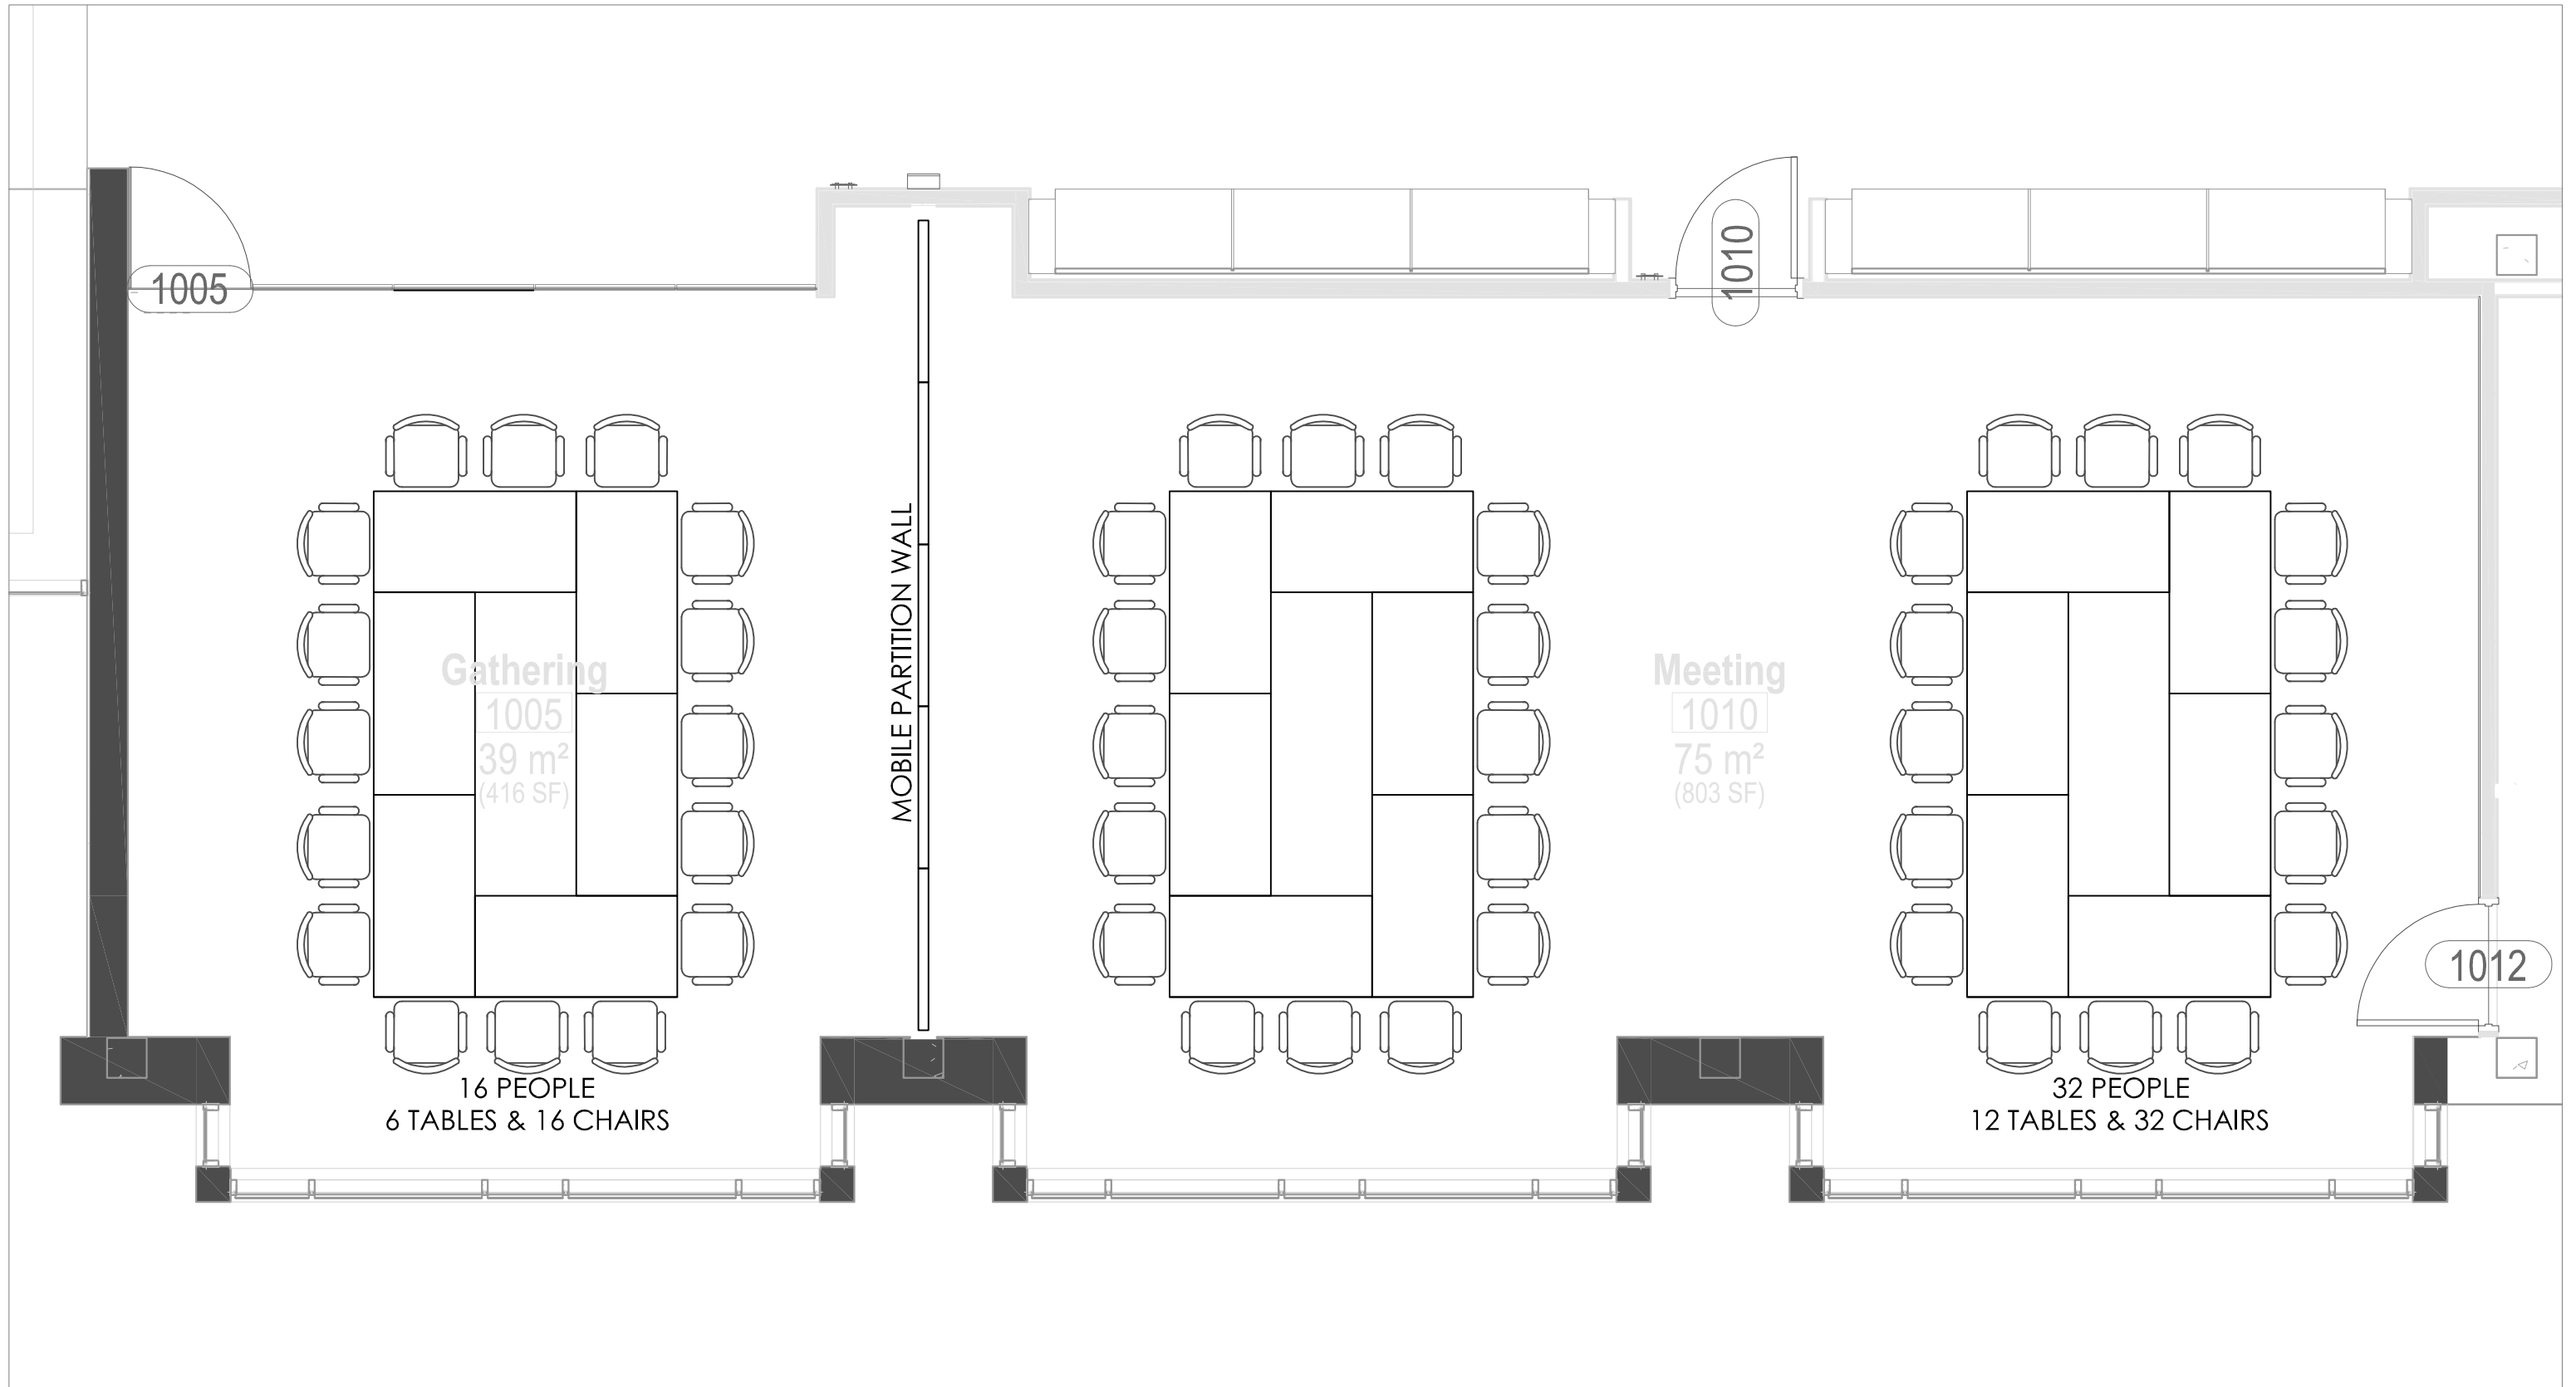 1005
1010
MOBILE PARTITION WALL
Gathering
1005
39 m²
(416 SF)
Meeting
1010
75 m²
(803 SF)
1012
16 PEOPLE
6 TABLES & 16 CHAIRS
32 PEOPLE
12 TABLES & 32 CHAIRS